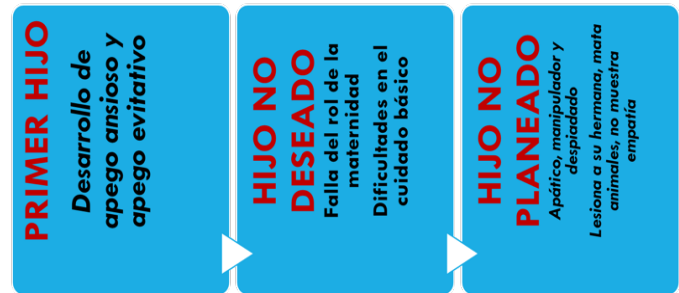 PRIMER HIJO
Desarrollo de
apego ansioso y
apego evitativo
HIJO NO
DESEADO
Falla del rol de la
maternidad
Dificultades en el
cuidado básico
HIJO NO
PLANEADO
Apático, manipulador y
despiadado
Lesiona a su hermana, mata
animales, no muestra
empatía